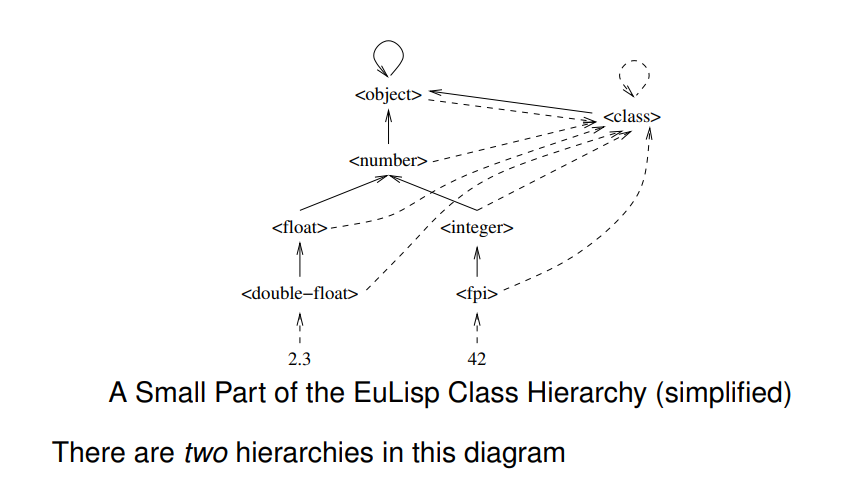 <object>
<class>
<number>
<float>
<integer>
<double−float>
<fpi>
2.3
42
A Small Part of the EuLisp Class Hierarchy (simplified)
There are two hierarchies in this diagram